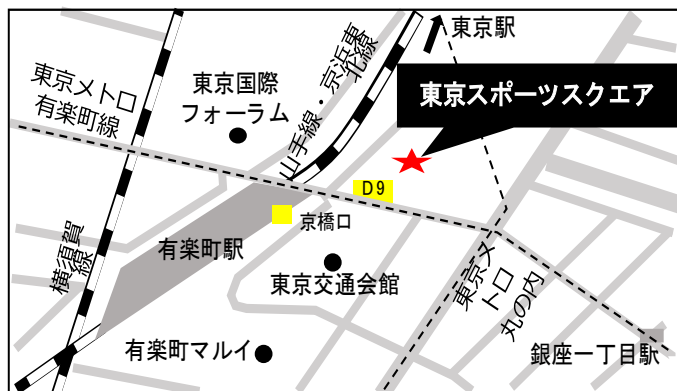 東京駅
東京メトロ
有楽町線
東京国際
フォーラム
山手線・京浜東
北線
東京スポーツスクエア
D9
京橋口
横須賀
線
有楽町駅
東京交通会館
東京メ
トロ
丸の内
有楽町マルイ
銀座一丁目駅